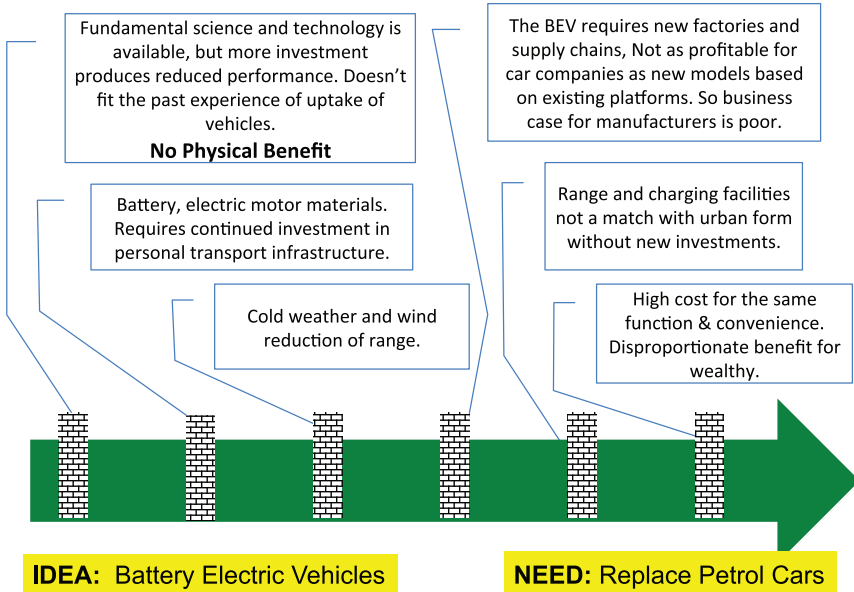 Fundamental science and technology is
available, but more investment
produces reduced performance. Doesn’t
fit the past experience of uptake of
vehicles.
No Physical Benefit
The BEV requires new factories and
supply chains, Not as profitable for
car companies as new models based
on existing platforms. So business
case for manufacturers is poor.
Battery, electric motor materials.
Requires continued investment in
personal transport infrastructure.
Range and charging facilities
not a match with urban form
without new investments.
Cold weather and wind
reduction of range.
High cost for the same
function & convenience.
Disproportionate benefit for
wealthy.
IDEA: Battery Electric Vehicles
NEED: Replace Petrol Cars